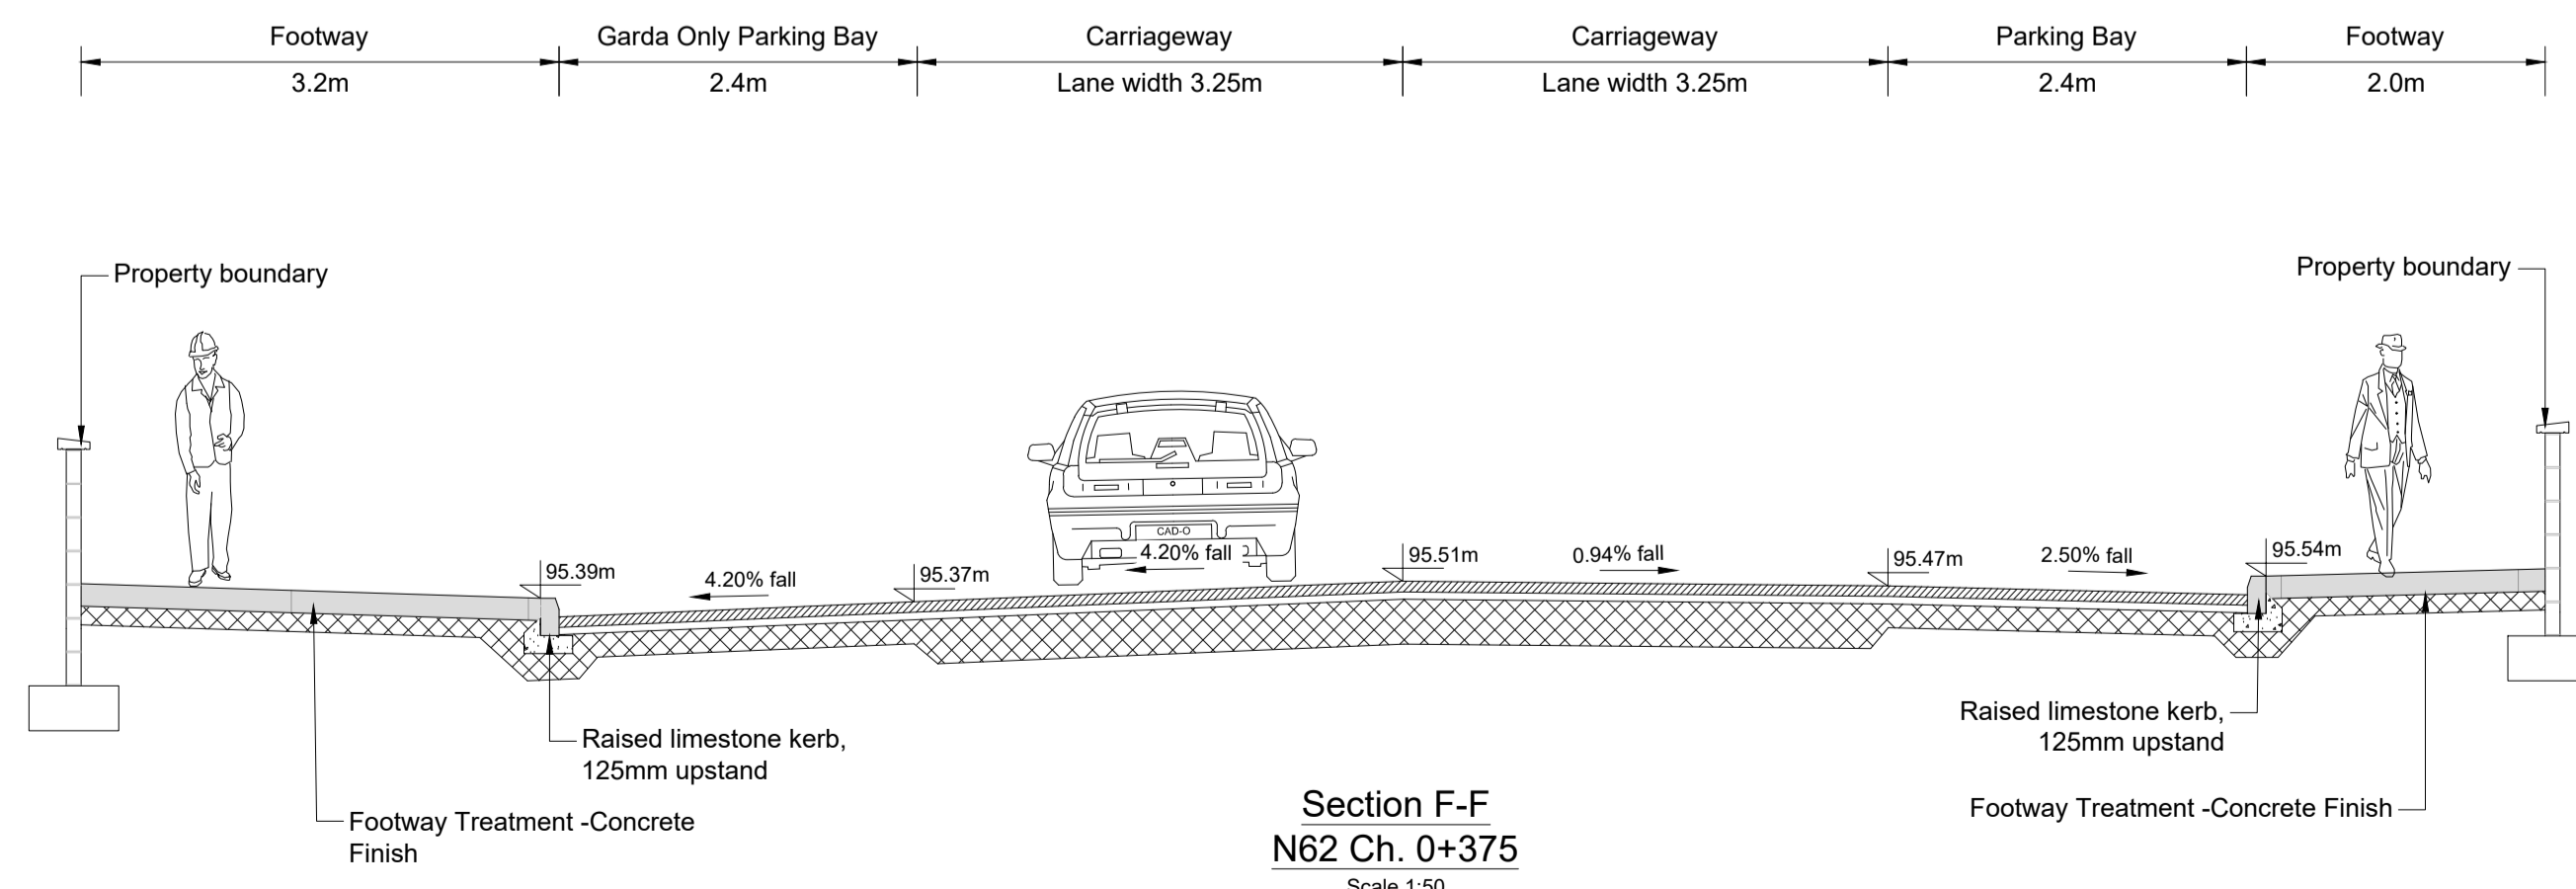 Footway
Garda Only Parking Bay
Carriageway
Carriageway
Parking Bay
Footway
3.2m
2.4m
Lane width 3.25m
Lane width 3.25m
2.4m
2.0m
Property boundary
Property boundary
CAD-O
95.39m
4.20% fall
95.37m
4.20% fall
95.51m
0.94% fall
95.47m
2.50% fall
95.54m
Raised limestone kerb,
125mm upstand
Raised limestone kerb,
125mm upstand
Footway Treatment -Concrete
Finish
Footway Treatment -Concrete Finish
Section F-F
N62 Ch. 0+375
Scale 1:50